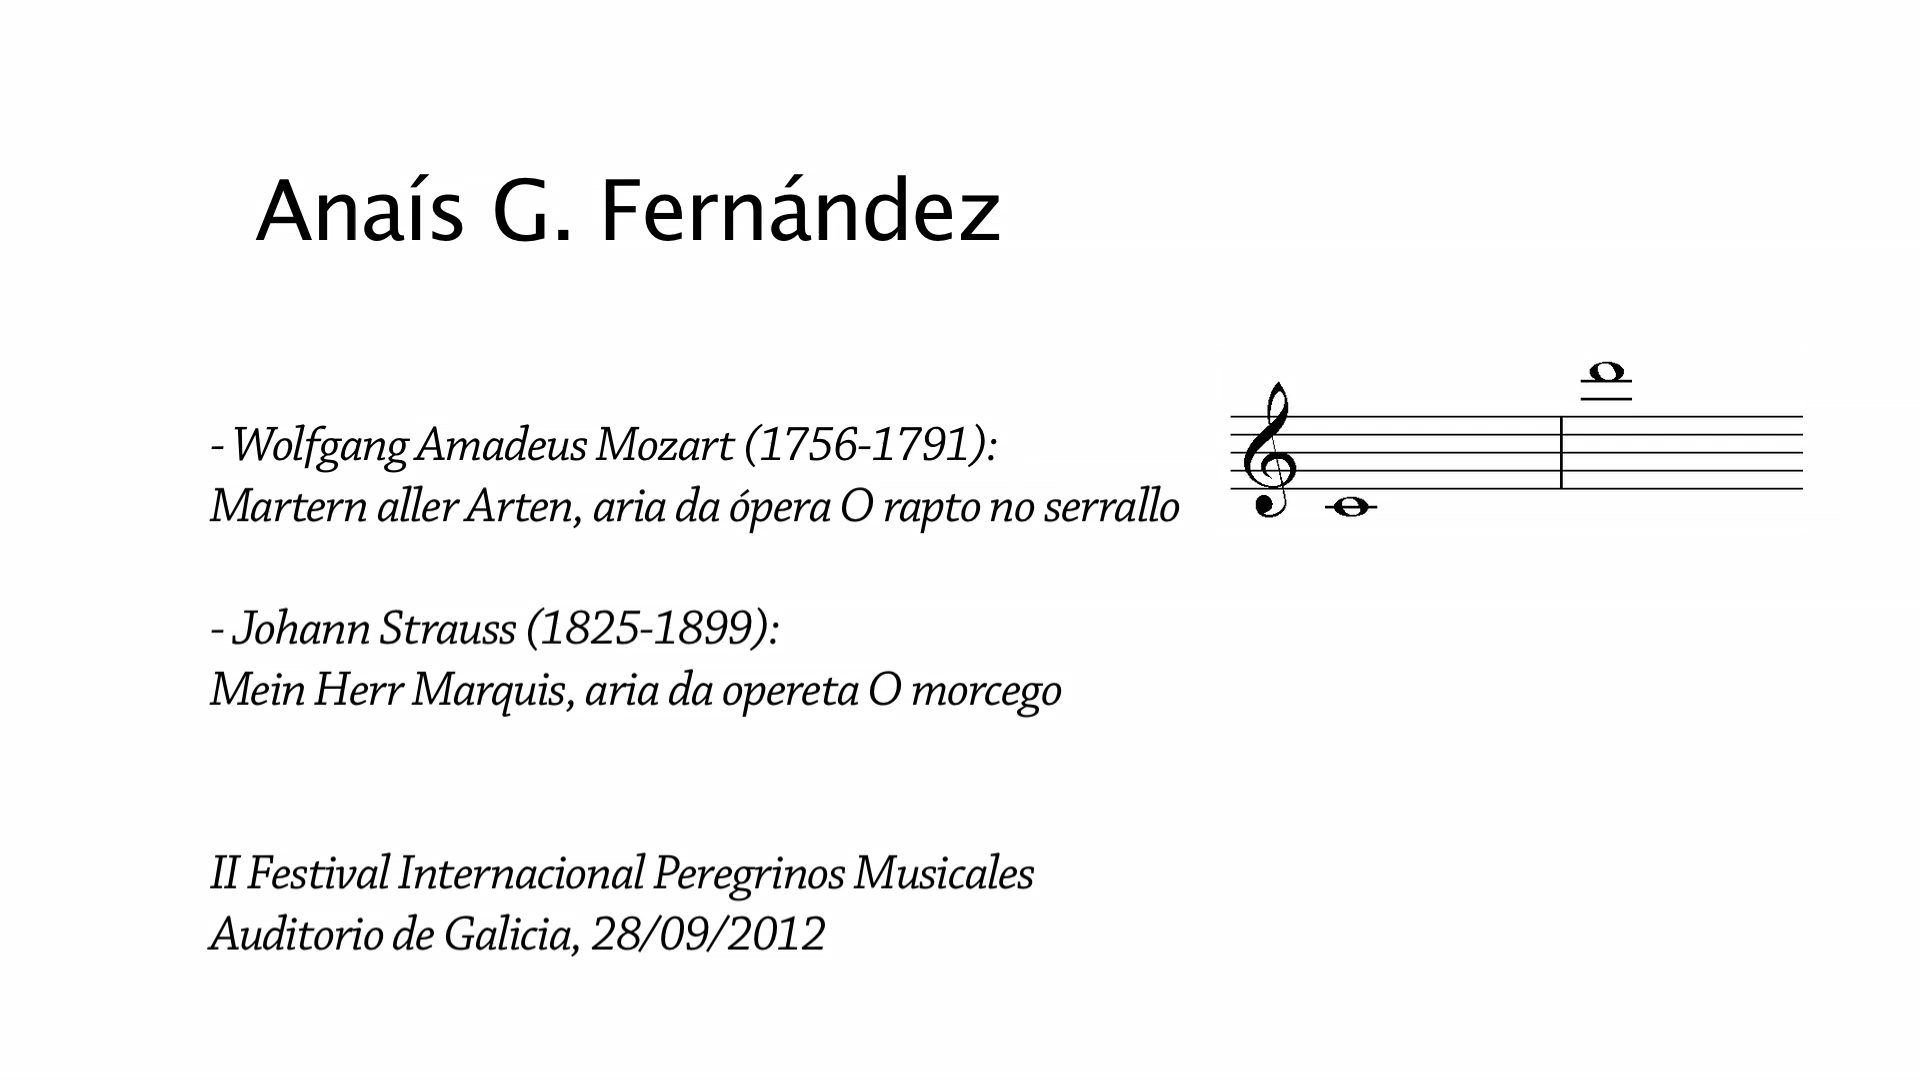 Anaís G. Fernández
- Wolfgang Amadeus Mozart (1756-1791):
Martern aller Arten, aria da ópera O rapto no serrallo
- Johann Strauss (1825-1899):
Mein Herr Marquis, aria da opereta O morcego
II Festival Internacional Peregrinos Musicales
Auditorio de Galicia, 28/09/2012